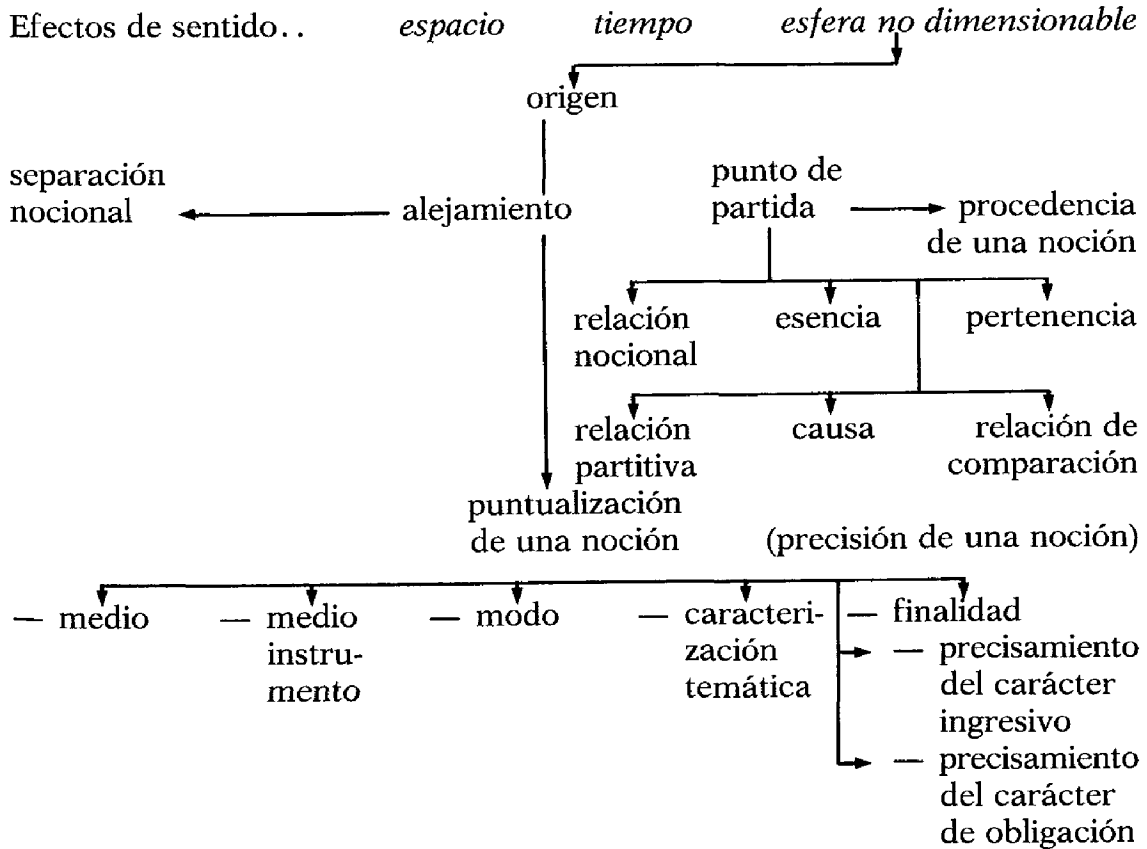 Efectos de sentido.. espacio tiempo esfera no dimensionable
origen
separación
nocional
alejamiento
punto de
partida
procedencia
de una noción
relación
nocional
esencia
pertenencia
relación
partitiva
causa
relación de
comparación
puntualización
de una noción
(precisión de una noción)
— medio
— medio
instru-
mento
— modo
— caracteri-
zación
temática
— finalidad
— precisamiento
del carácter
ingresivo
— precisamiento
del carácter
de obligación